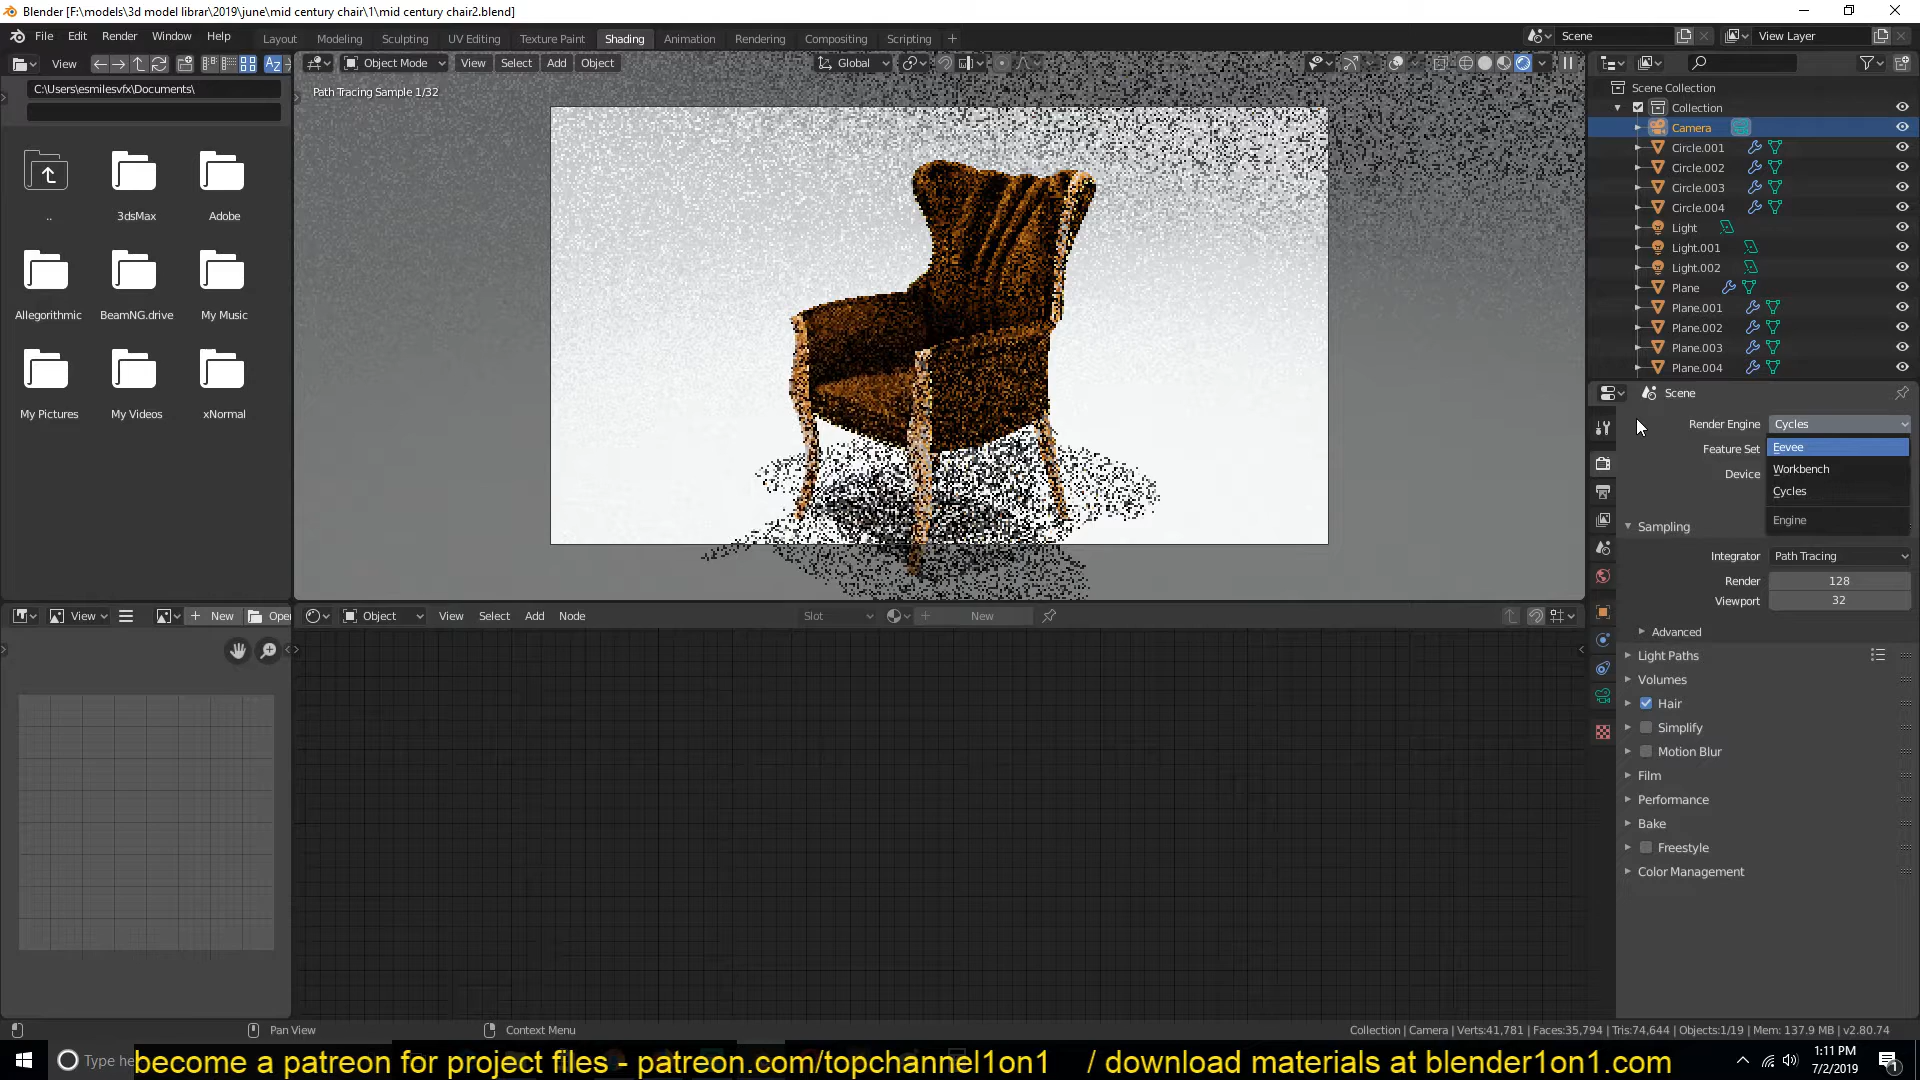 Blender [F:\models\3d model librar\2019\june\mid century chair\1\mid century chair2.blend]
File Edit Render Window Help Layout Modeling Sculpting UV Editing Texture Paint Shading Animation Rendering Compositing Scripting + Scene View Layer
View Object Mode View Select Add Object Global
C:\Users\esmilesvfx\Documents\
Path Tracing Sample 1/32
.. 3dsMax Adobe
Allegorithmic BeamNG.drive My Music
My Pictures My Videos xNormal
Scene Collection
Collection
Camera
Circle.001
Circle.002
Circle.003
Circle.004
Light
Light.001
Light.002
Plane
Plane.001
Plane.002
Plane.003
Plane.004
Scene
Render Engine Cycles
Feature Set Eevee
Workbench
Device
Cycles
Engine
Sampling
Integrator Path Tracing
Render 128
Viewport 32
Advanced
Light Paths
Volumes
Hair
Simplify
Motion Blur
Film
Performance
Bake
Freestyle
Color Management
View New Open Object View Select Add Node Slot New
Pan View Context Menu Collection | Camera | Verts:41,781 | Faces:35,794 | Tris:74,644 | Objects:1/19 | Mem: 137.9 MB | v2.80.74
Type he
become a patreon for project files - patreon.com/topchannel1on1 / download materials at blender1on1.com
1:11 PM
7/2/2019